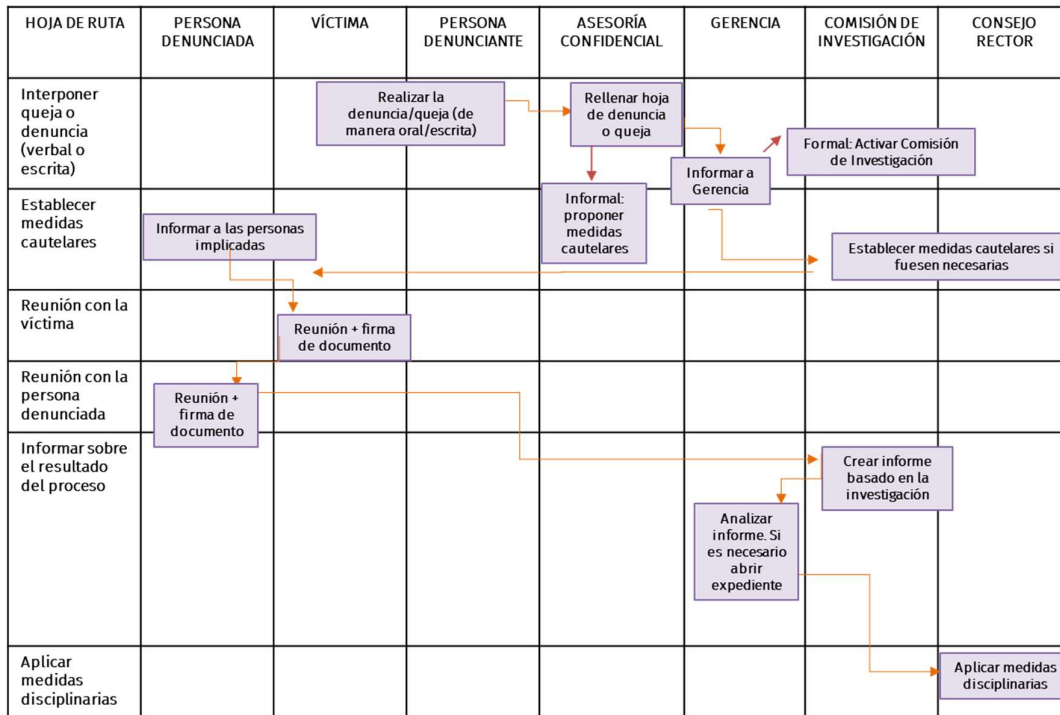 HOJA DE RUTA
PERSONA
DENUNCIADA
VÍCTIMA
PERSONA
DENUNCIANTE
ASESORÍA
CONFIDENCIAL
GERENCIA
COMISIÓN DE
INVESTIGACIÓN
CONSEJO
RECTOR
Interponer
queja o
denuncia
(verbal o
escrita)
Realizar la
denuncia/queja (de
manera oral/escrita)
Rellenar hoja
de denuncia
o queja
Informar a
Gerencia
Formal: Activar Comisión
de Investigación
Establecer
medidas
cautelares
Informar a las personas
implicadas
Informal:
proponer
medidas
cautelares
Establecer medidas cautelares si
fuesen necesarias
Reunión con la
víctima
Reunión + firma
de documento
Reunión con la
persona
denunciada
Reunión +
firma de
documento
Informar sobre
el resultado
del proceso
Crear informe
basado en la
investigación
Analizar
informe. Si
es necesario
abrir
expediente
Aplicar
medidas
disciplinarias
Aplicar medidas
disciplinarias